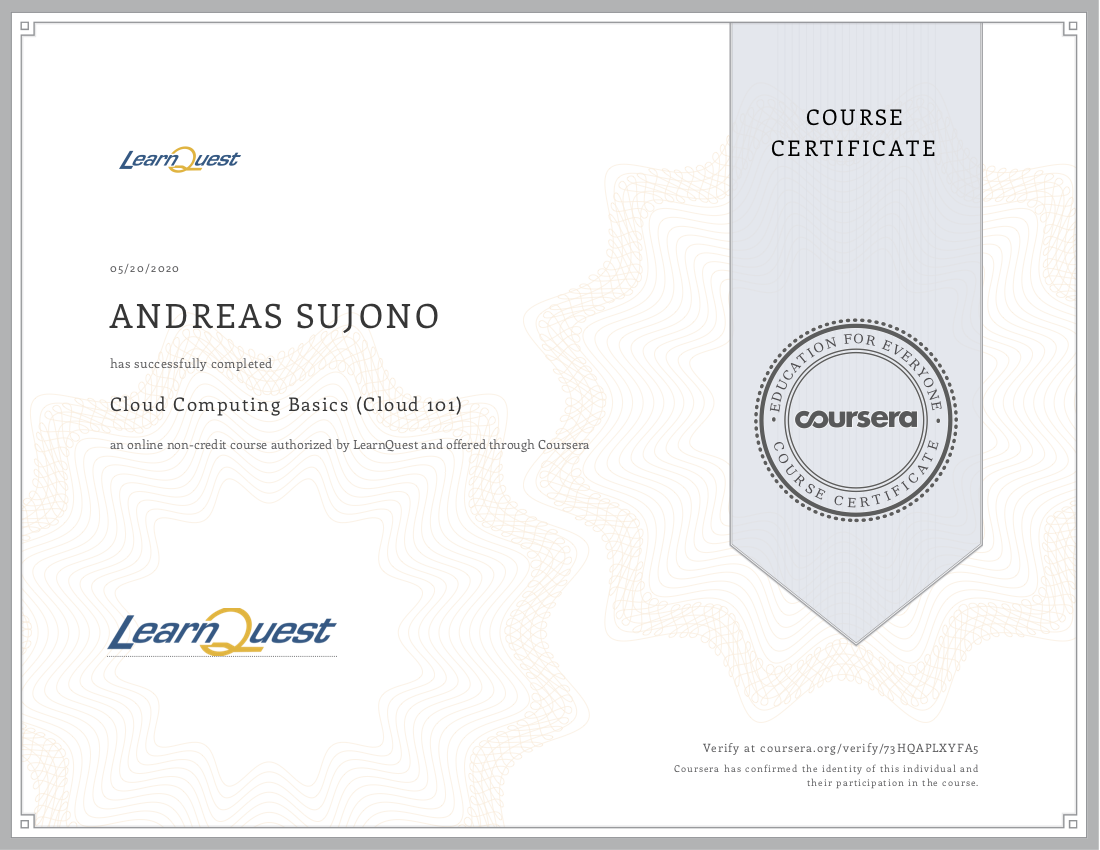 LearnQuest
05/20/2020
ANDREAS SUJONO
has successfully completed
Cloud Computing Basics (Cloud 101)
an online non-credit course authorized by LearnQuest and offered through Coursera
LearnQuest
COURSE
CERTIFICATE
EDUCATION FOR EVERYONE
coursera
COURSE CERTIFICATE
Verify at coursera.org/verify/73HQAPLXYFA5
Coursera has confirmed the identity of this individual and
their participation in the course.